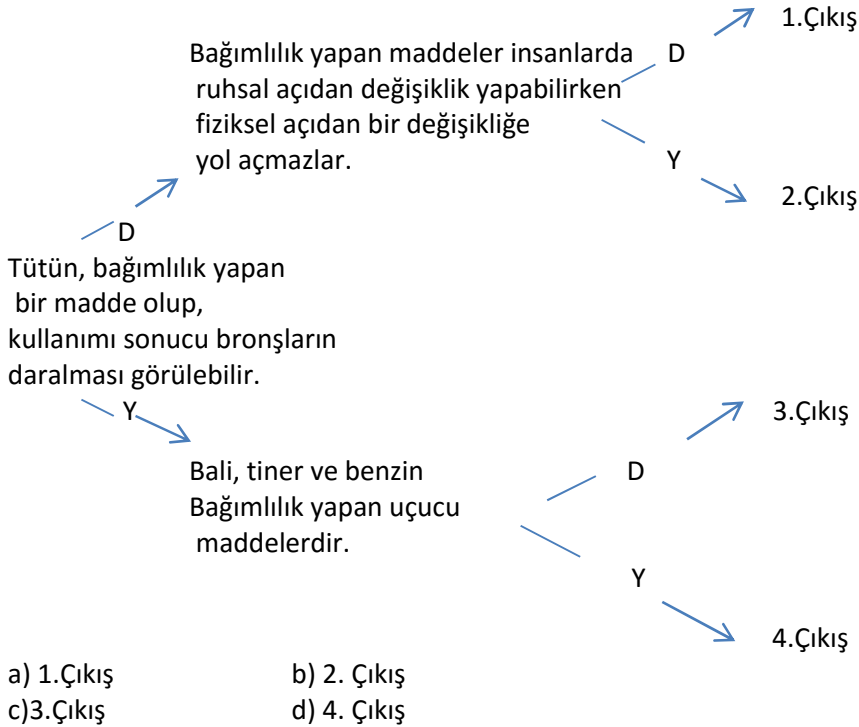 1.Çıkış
Bağımlılık yapan maddeler insanlarda D
ruhsal açıdan değişiklik yapabilirken
fiziksel açıdan bir değişikliğe
yol açmazlar. Y
2.Çıkış
D
Tütün, bağımlılık yapan
bir madde olup,
kullanımı sonucu bronşların
daralması görülebilir.
Y
3.Çıkış
Bali, tiner ve benzin D
Bağımlılık yapan uçucu
maddelerdir.
Y
4.Çıkış
a) 1.Çıkış b) 2. Çıkış
c)3.Çıkış d) 4. Çıkış